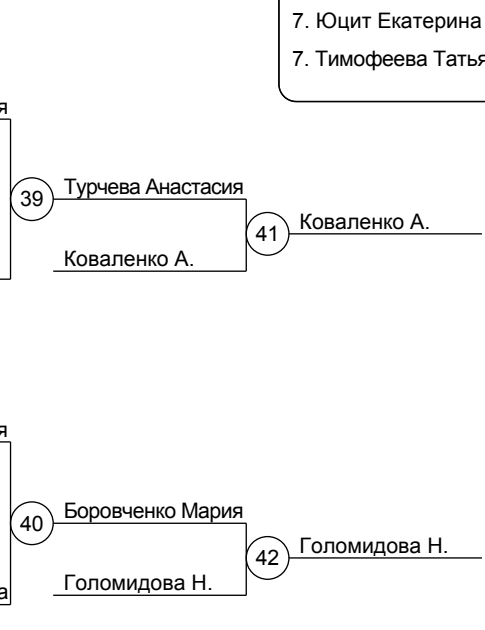 7. Юцит Екатерина
7. Тимофеева Татья
я
39
Турчева Анастасия
41
Коваленко А.
Коваленко А.
я
40
Боровченко Мария
42
Голомидова Н.
Голомидова Н.
а